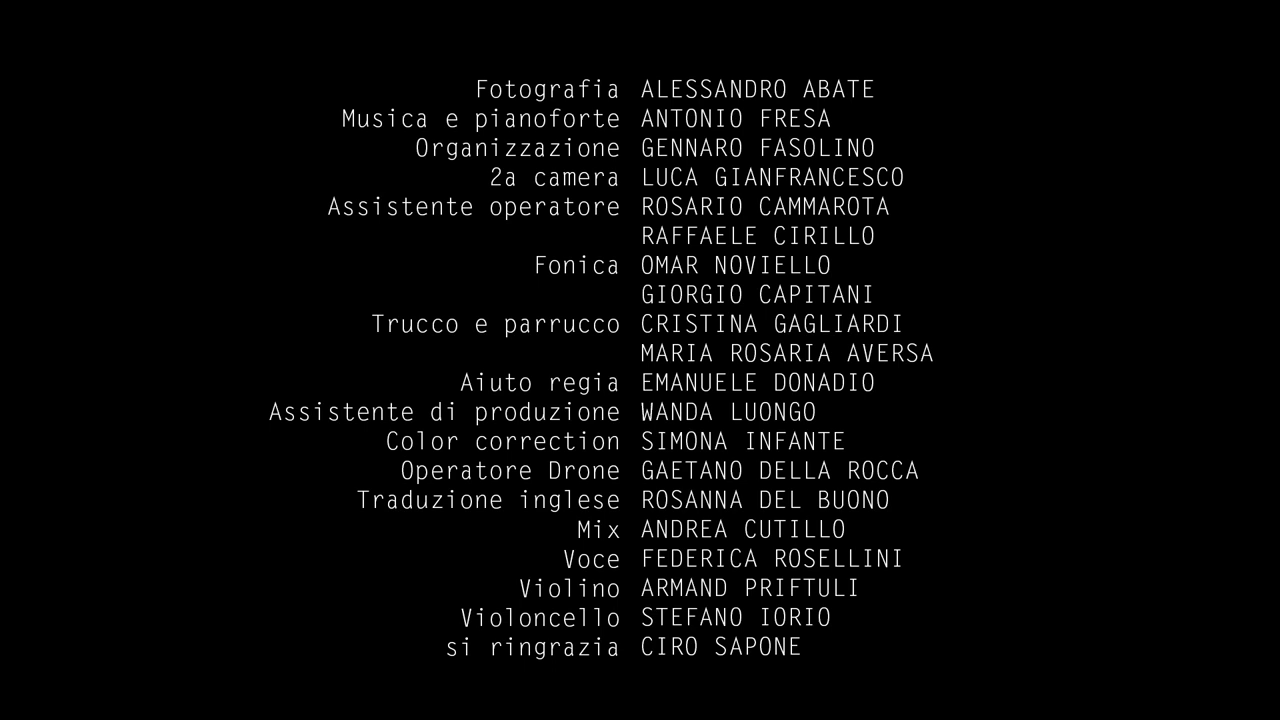 Fotografia ALESSANDRO ABATE
Musica e pianoforte ANTONIO FRESA
Organizzazione GENNARO FASOLINO
2a camera LUCA GIANFRANCESCO
Assistente operatore ROSARIO CAMMAROTA
RAFFAELE CIRILLO
Fonica OMAR NOVIELLO
GIORGIO CAPITANI
Trucco e parrucco CRISTINA GAGLIARDI
MARIA ROSARIA AVERSA
Aiuto regia EMANUELE DONADIO
Assistente di produzione WANDA LUONGO
Color correction SIMONA INFANTE
Operatore Drone GAETANO DELLA ROCCA
Traduzione inglese ROSANNA DEL BUONO
Mix ANDREA CUTILLO
Voce FEDERICA ROSELLINI
Violino ARMAND PRIFTULI
Violoncello STEFANO IORIO
si ringrazia CIRO SAPONE